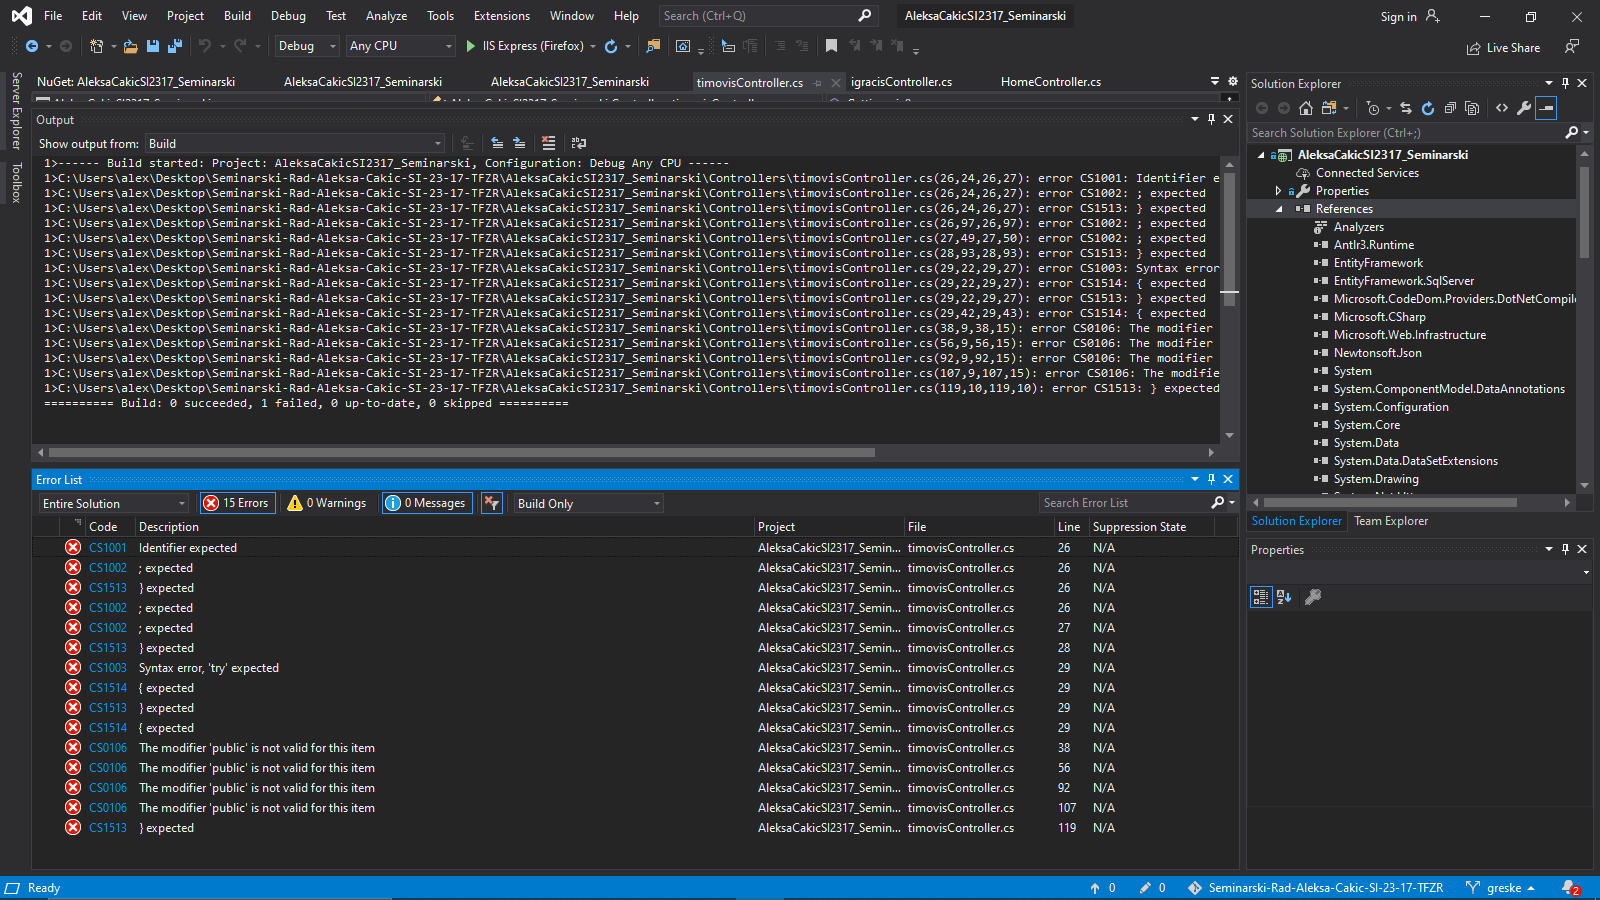 File Edit View Project Build Debug Test Analyze Tools Extensions Window Help Search (Ctrl+Q) AleksaCakicSI2317_Seminarski Sign in
Debug Any CPU IIS Express (Firefox) Live Share
Server Explorer
Toolbox
NuGet: AleksaCakicSI2317_Seminarski AleksaCakicSI2317_Seminarski AleksaCakicSI2317_Seminarski timovisController.cs igracisController.cs HomeController.cs
Output
Show output from: Build
1>------ Build started: Project: AleksaCakicSI2317_Seminarski, Configuration: Debug Any CPU ------
1>C:\Users\alex\Desktop\Seminarski-Rad-Aleksa-Cakic-SI-23-17-TFZR\AleksaCakicSI2317_Seminarski\Controllers\timovisController.cs(26,24,26,27): error CS1001: Identifier e
1>C:\Users\alex\Desktop\Seminarski-Rad-Aleksa-Cakic-SI-23-17-TFZR\AleksaCakicSI2317_Seminarski\Controllers\timovisController.cs(26,24,26,27): error CS1002: ; expected
1>C:\Users\alex\Desktop\Seminarski-Rad-Aleksa-Cakic-SI-23-17-TFZR\AleksaCakicSI2317_Seminarski\Controllers\timovisController.cs(26,24,26,27): error CS1513: } expected
1>C:\Users\alex\Desktop\Seminarski-Rad-Aleksa-Cakic-SI-23-17-TFZR\AleksaCakicSI2317_Seminarski\Controllers\timovisController.cs(26,97,26,97): error CS1002: ; expected
1>C:\Users\alex\Desktop\Seminarski-Rad-Aleksa-Cakic-SI-23-17-TFZR\AleksaCakicSI2317_Seminarski\Controllers\timovisController.cs(27,49,27,50): error CS1002: ; expected
1>C:\Users\alex\Desktop\Seminarski-Rad-Aleksa-Cakic-SI-23-17-TFZR\AleksaCakicSI2317_Seminarski\Controllers\timovisController.cs(28,93,28,93): error CS1513: } expected
1>C:\Users\alex\Desktop\Seminarski-Rad-Aleksa-Cakic-SI-23-17-TFZR\AleksaCakicSI2317_Seminarski\Controllers\timovisController.cs(29,22,29,27): error CS1003: Syntax error
1>C:\Users\alex\Desktop\Seminarski-Rad-Aleksa-Cakic-SI-23-17-TFZR\AleksaCakicSI2317_Seminarski\Controllers\timovisController.cs(29,22,29,27): error CS1514: { expected
1>C:\Users\alex\Desktop\Seminarski-Rad-Aleksa-Cakic-SI-23-17-TFZR\AleksaCakicSI2317_Seminarski\Controllers\timovisController.cs(29,22,29,27): error CS1513: } expected
1>C:\Users\alex\Desktop\Seminarski-Rad-Aleksa-Cakic-SI-23-17-TFZR\AleksaCakicSI2317_Seminarski\Controllers\timovisController.cs(29,42,29,43): error CS1514: { expected
1>C:\Users\alex\Desktop\Seminarski-Rad-Aleksa-Cakic-SI-23-17-TFZR\AleksaCakicSI2317_Seminarski\Controllers\timovisController.cs(38,9,38,15): error CS0106: The modifier
1>C:\Users\alex\Desktop\Seminarski-Rad-Aleksa-Cakic-SI-23-17-TFZR\AleksaCakicSI2317_Seminarski\Controllers\timovisController.cs(56,9,56,15): error CS0106: The modifier
1>C:\Users\alex\Desktop\Seminarski-Rad-Aleksa-Cakic-SI-23-17-TFZR\AleksaCakicSI2317_Seminarski\Controllers\timovisController.cs(92,9,92,15): error CS0106: The modifier
1>C:\Users\alex\Desktop\Seminarski-Rad-Aleksa-Cakic-SI-23-17-TFZR\AleksaCakicSI2317_Seminarski\Controllers\timovisController.cs(107,9,107,15): error CS0106: The modifie
1>C:\Users\alex\Desktop\Seminarski-Rad-Aleksa-Cakic-SI-23-17-TFZR\AleksaCakicSI2317_Seminarski\Controllers\timovisController.cs(119,10,119,10): error CS1513: } expected
========== Build: 0 succeeded, 1 failed, 0 up-to-date, 0 skipped ==========
Error List
Entire Solution 15 Errors 0 Warnings 0 Messages Build Only Search Error List
Code Description Project File Line Suppression State
CS1001 Identifier expected AleksaCakicSI2317_Semin... timovisController.cs 26 N/A
CS1002 ; expected AleksaCakicSI2317_Semin... timovisController.cs 26 N/A
CS1513 } expected AleksaCakicSI2317_Semin... timovisController.cs 26 N/A
CS1002 ; expected AleksaCakicSI2317_Semin... timovisController.cs 26 N/A
CS1002 ; expected AleksaCakicSI2317_Semin... timovisController.cs 27 N/A
CS1513 } expected AleksaCakicSI2317_Semin... timovisController.cs 28 N/A
CS1003 Syntax error, 'try' expected AleksaCakicSI2317_Semin... timovisController.cs 29 N/A
CS1514 { expected AleksaCakicSI2317_Semin... timovisController.cs 29 N/A
CS1513 } expected AleksaCakicSI2317_Semin... timovisController.cs 29 N/A
CS1514 { expected AleksaCakicSI2317_Semin... timovisController.cs 29 N/A
CS0106 The modifier 'public' is not valid for this item AleksaCakicSI2317_Semin... timovisController.cs 38 N/A
CS0106 The modifier 'public' is not valid for this item AleksaCakicSI2317_Semin... timovisController.cs 56 N/A
CS0106 The modifier 'public' is not valid for this item AleksaCakicSI2317_Semin... timovisController.cs 92 N/A
CS0106 The modifier 'public' is not valid for this item AleksaCakicSI2317_Semin... timovisController.cs 107 N/A
CS1513 } expected AleksaCakicSI2317_Semin... timovisController.cs 119 N/A
Solution Explorer
Search Solution Explorer (Ctrl+;)
AleksaCakicSI2317_Seminarski
Connected Services
Properties
References
Analyzers
Antlr3.Runtime
EntityFramework
EntityFramework.SqlServer
Microsoft.CodeDom.Providers.DotNetCompile
Microsoft.CSharp
Microsoft.Web.Infrastructure
Newtonsoft.Json
System
System.ComponentModel.DataAnnotations
System.Configuration
System.Core
System.Data
System.Data.DataSetExtensions
System.Drawing
Solution Explorer Team Explorer
Properties
Ready 0 0 Seminarski-Rad-Aleksa-Cakic-SI-23-17-TFZR greske 2